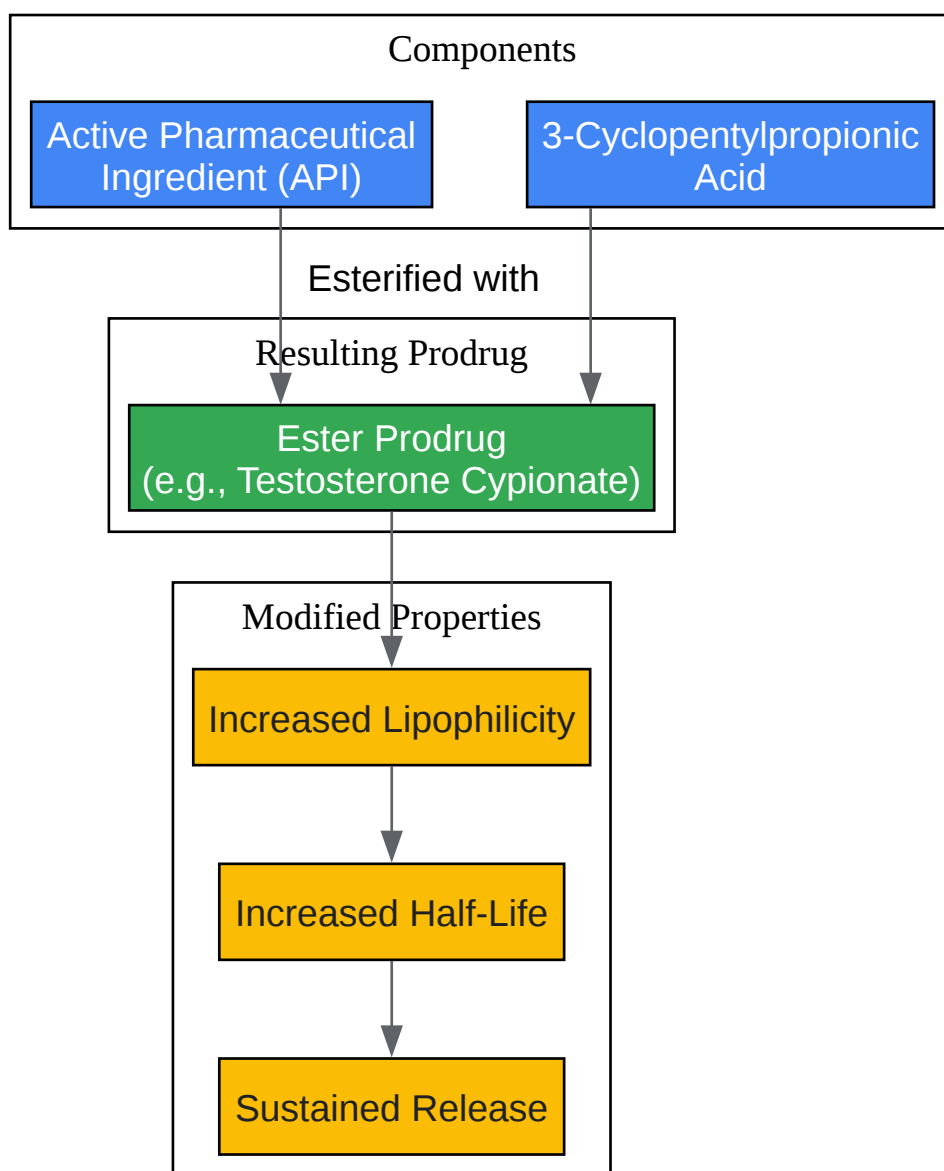 Components
Active Pharmaceutical
Ingredient (API)
3-Cyclopentylpropionic
Acid
Esterified with
Resulting Prodrug
Ester Prodrug
(e.g., Testosterone Cypionate)
Modified Properties
Increased Lipophilicity
Increased Half-Life
Sustained Release